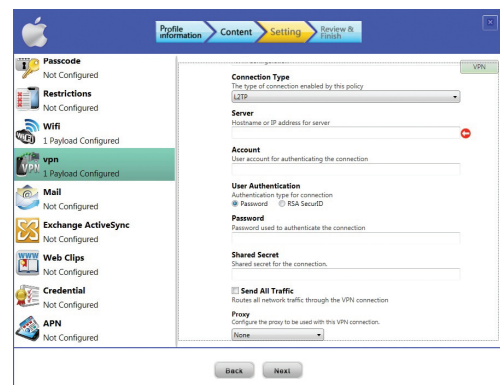 Profile
information
Content
Setting
Review &
Finish
Passcode
Not Configured
Restrictions
Not Configured
Wifi
1 Payload Configured
vpn
1 Payload Configured
Mail
Not Configured
Exchange ActiveSync
Not Configured
Web Clips
Not Configured
Credential
Not Configured
APN
Not Configured
VPN
Connection Type
The type of connection enabled by this policy
L2TP
Server
Hostname or IP address for server
Account
User account for authenticating the connection
User Authentication
Authentication type for connection
Password RSA SecurID
Password
Password used to authenticate the connection
Shared Secret
Shared secret for the connection.
Send All Traffic
Routes all network traffic through the VPN connection
Proxy
Configure the proxy to be used with this VPN connection.
None
Back Next